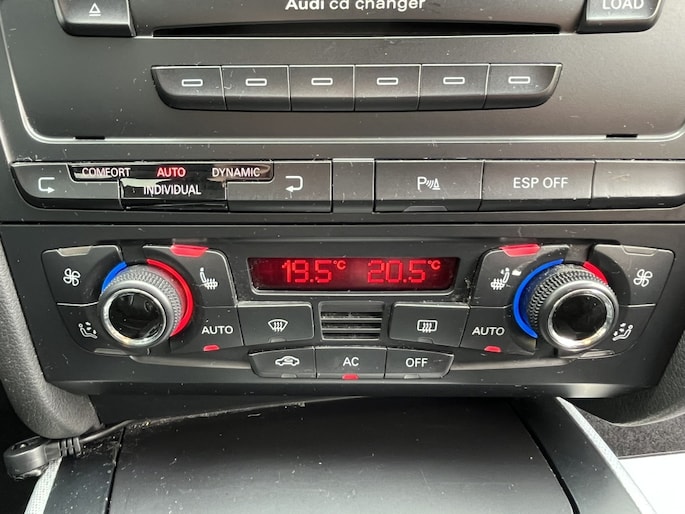 Audi cd changer
LOAD
COMFORT AUTO DYNAMIC
INDIVIDUAL
P
ESP OFF
19.5°C 20.5°C
AUTO
AUTO
AC
OFF